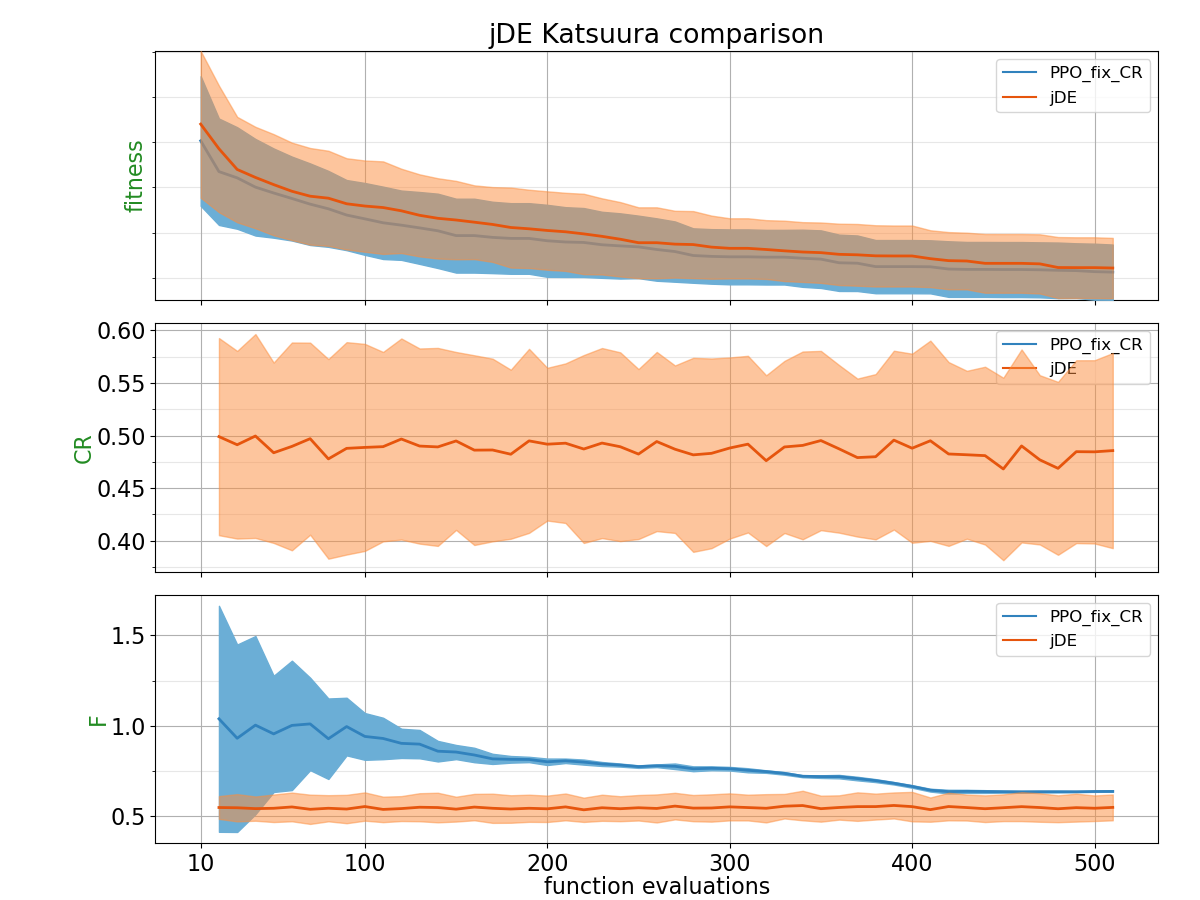 jDE Katsuura comparison
fitness
PPO_fix_CR
jDE
CR
0.60
0.55
0.50
0.45
0.40
PPO_fix_CR
jDE
F
1.5
1.0
0.5
PPO_fix_CR
jDE
10 100 200 300 400 500
function evaluations